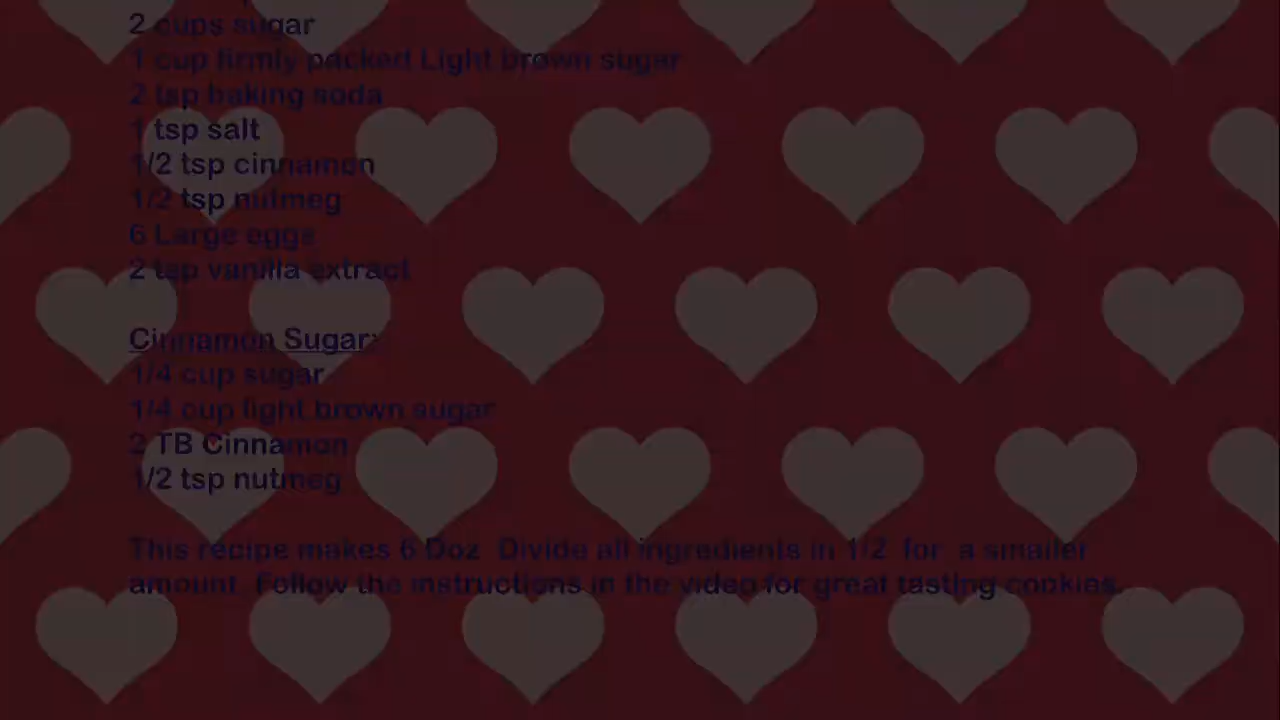 2 cups sugar
1 cup firmly packed Light brown sugar
2 tsp baking soda
1 tsp salt
1/2 tsp cinnamon
1/2 tsp nutmeg
6 Large eggs
2 tsp vanilla extract
Cinnamon Sugar:
1/4 cup sugar
1/4 cup light brown sugar
2 TB Cinnamon
1/2 tsp nutmeg
This recipe makes 6 Doz Divide all ingredients in 1/2 for a smaller
amount. Follow the instructions in the video for great tasting cookies.